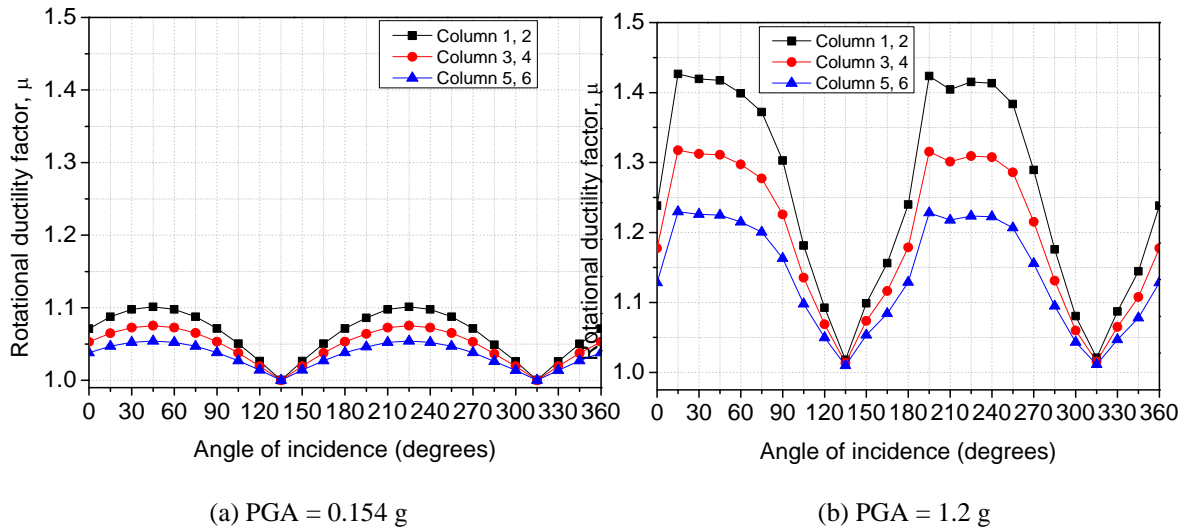 1.5
1.4
1.3
1.2
1.1
1.0
Rotational ductility factor, μ
Column 1, 2
Column 3, 4
Column 5, 6
0 30 60 90 120 150 180 210 240 270 300 330 360
Angle of incidence (degrees)
(a) PGA = 0.154 g
1.5
1.4
1.3
1.2
1.1
1.0
Rotational ductility factor, μ
Column 1, 2
Column 3, 4
Column 5, 6
0 30 60 90 120 150 180 210 240 270 300 330 360
Angle of incidence (degrees)
(b) PGA = 1.2 g